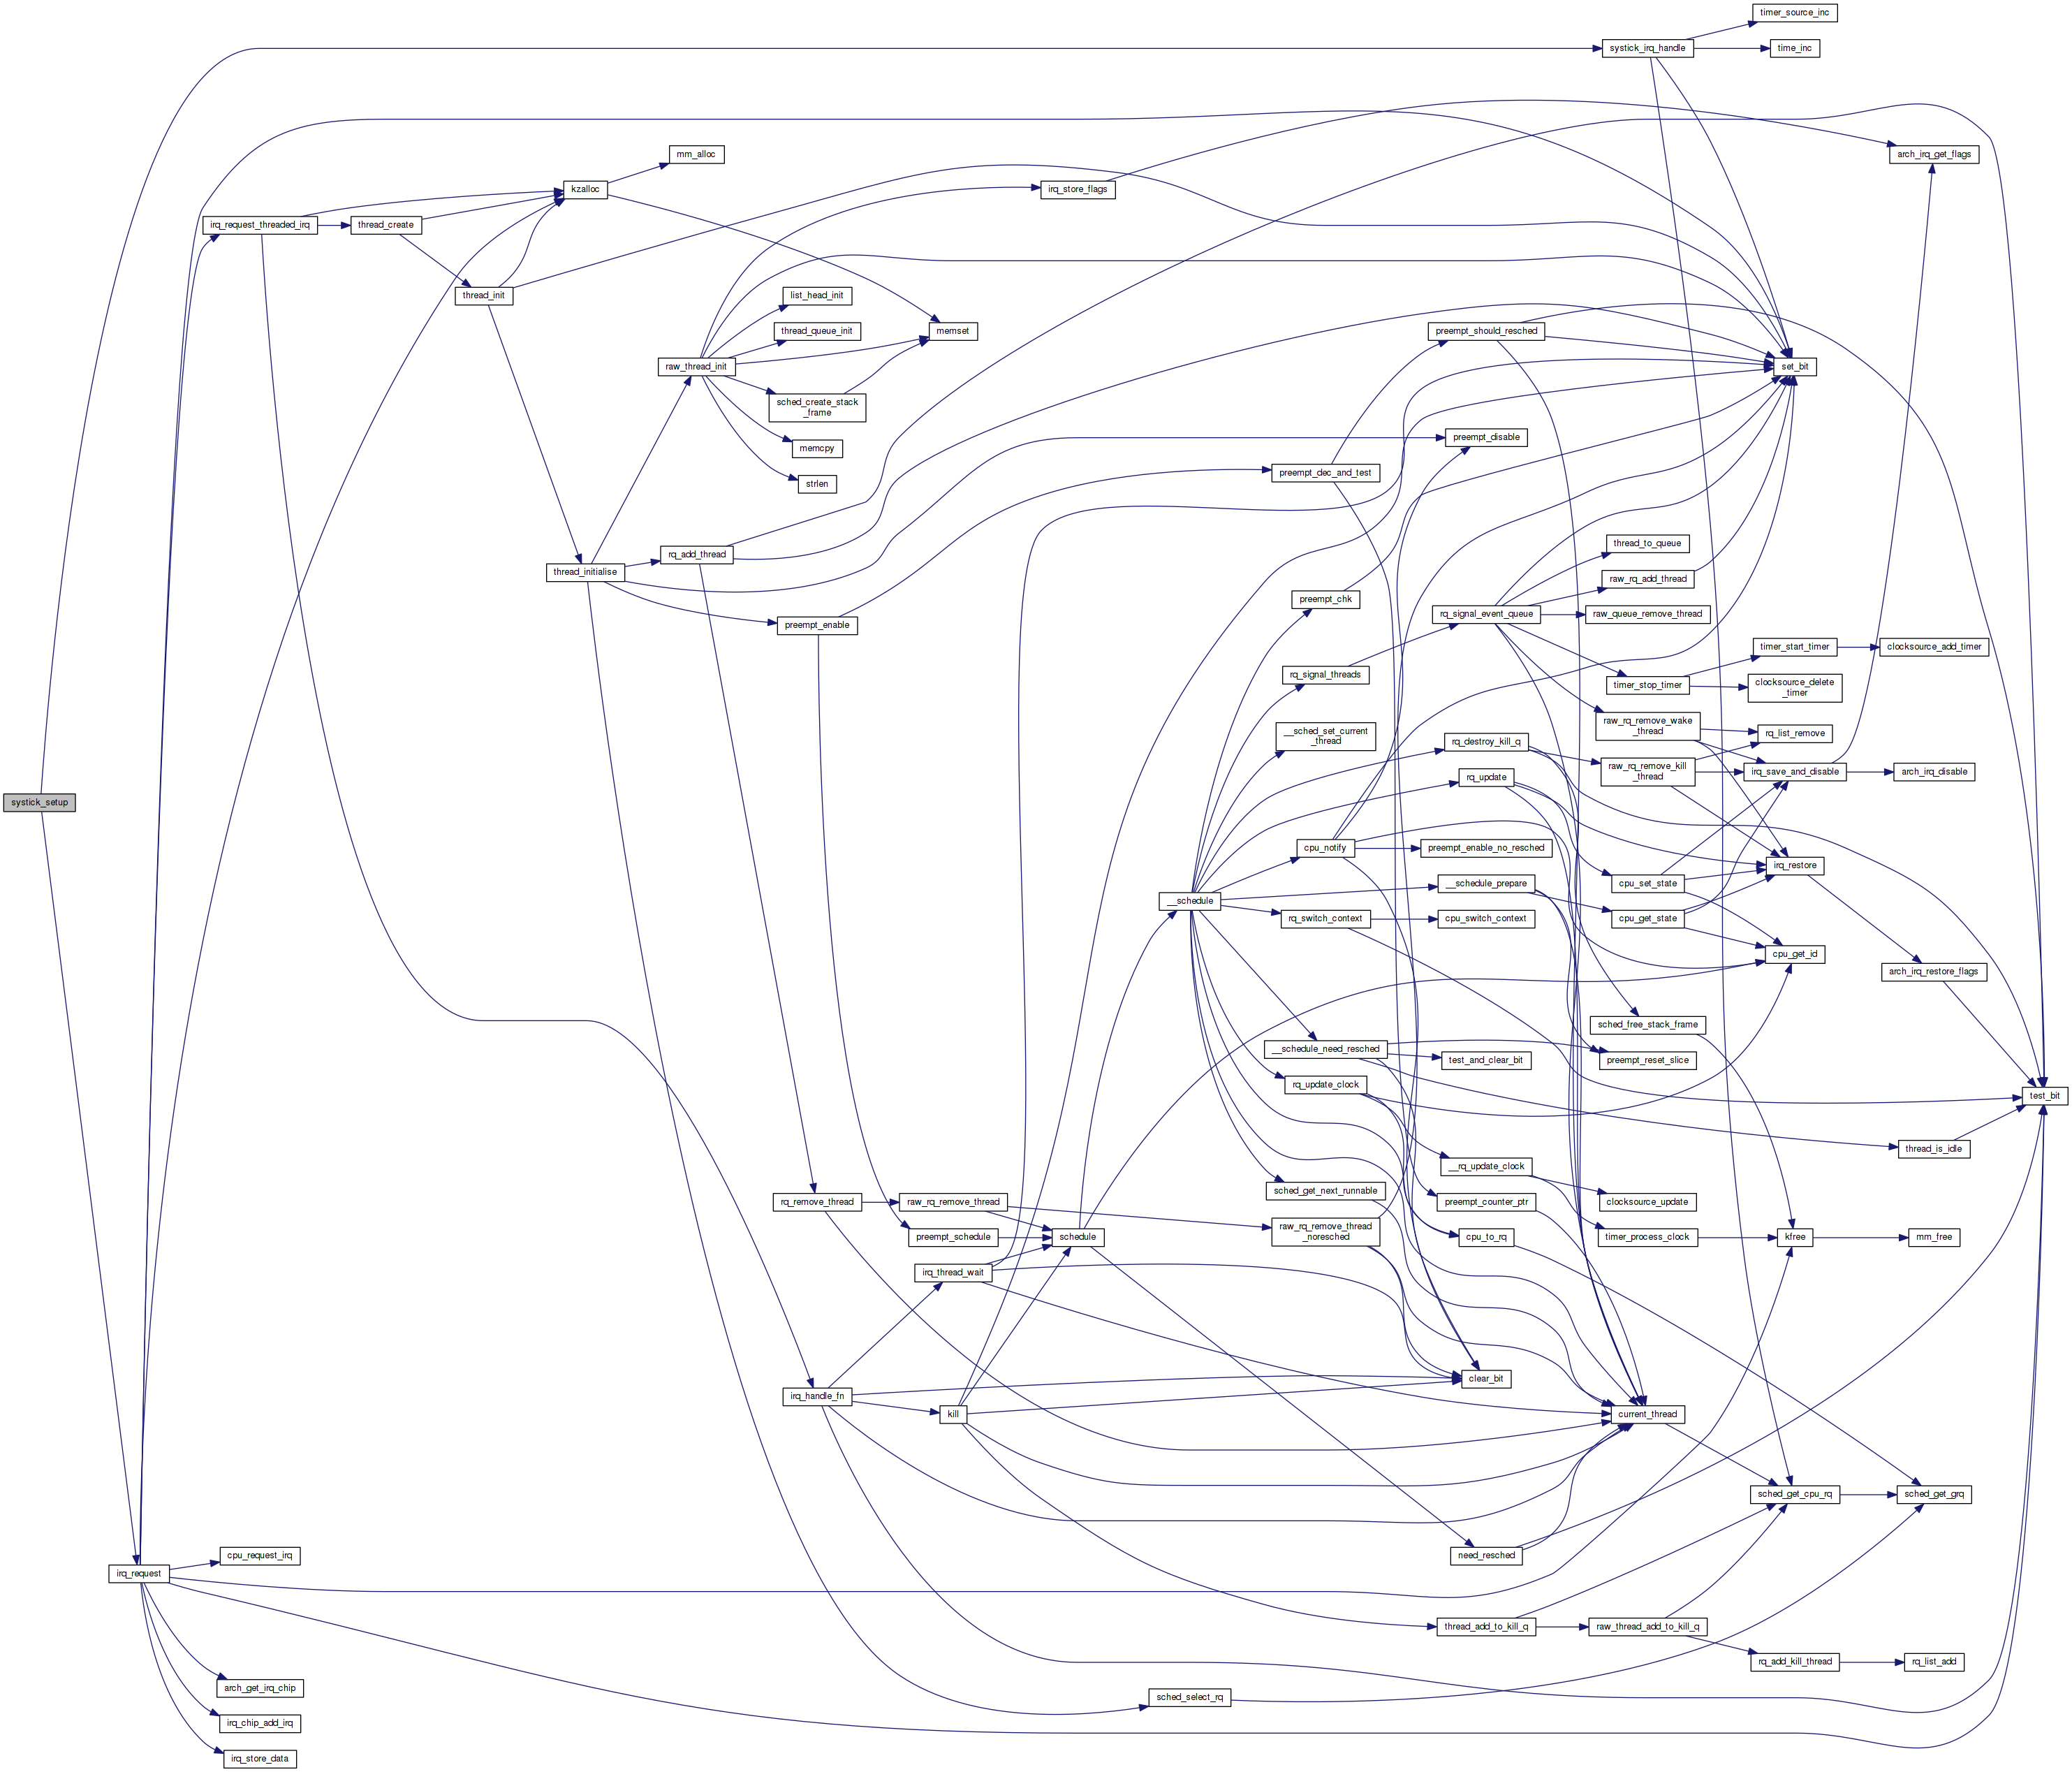 timer_source_inc
systick_irq_handle
time_inc
mm_alloc
arch_irq_get_flags
kzalloc
irq_store_flags
irq_request_threaded_irq
thread_create
thread_init
list_head_init
thread_queue_init
memset
preempt_should_resched
raw_thread_init
set_bit
sched_create_stack
_frame
preempt_disable
memcpy
preempt_dec_and_test
strlen
thread_to_queue
rq_add_thread
thread_initialise
raw_rq_add_thread
preempt_chk
rq_signal_event_queue
raw_queue_remove_thread
preempt_enable
timer_start_timer
clocksource_add_timer
rq_signal_threads
timer_stop_timer
clocksource_delete
_timer
raw_rq_remove_wake
_thread
__sched_set_current
_thread
rq_list_remove
rq_destroy_kill_q
raw_rq_remove_kill
_thread
irq_save_and_disable
arch_irq_disable
rq_update
systick_setup
cpu_notify
preempt_enable_no_resched
irq_restore
__schedule_prepare
cpu_set_state
__schedule
rq_switch_context
cpu_switch_context
cpu_get_state
cpu_get_id
arch_irq_restore_flags
sched_free_stack_frame
__schedule_need_resched
test_and_clear_bit
preempt_reset_slice
rq_update_clock
test_bit
thread_is_idle
__rq_update_clock
sched_get_next_runnable
rq_remove_thread
raw_rq_remove_thread
preempt_counter_ptr
clocksource_update
raw_rq_remove_thread
_noresched
preempt_schedule
schedule
cpu_to_rq
timer_process_clock
kfree
mm_free
irq_thread_wait
clear_bit
irq_handle_fn
kill
current_thread
sched_get_cpu_rq
sched_get_grq
cpu_request_irq
need_resched
irq_request
thread_add_to_kill_q
raw_thread_add_to_kill_q
rq_add_kill_thread
rq_list_add
arch_get_irq_chip
sched_select_rq
irq_chip_add_irq
irq_store_data